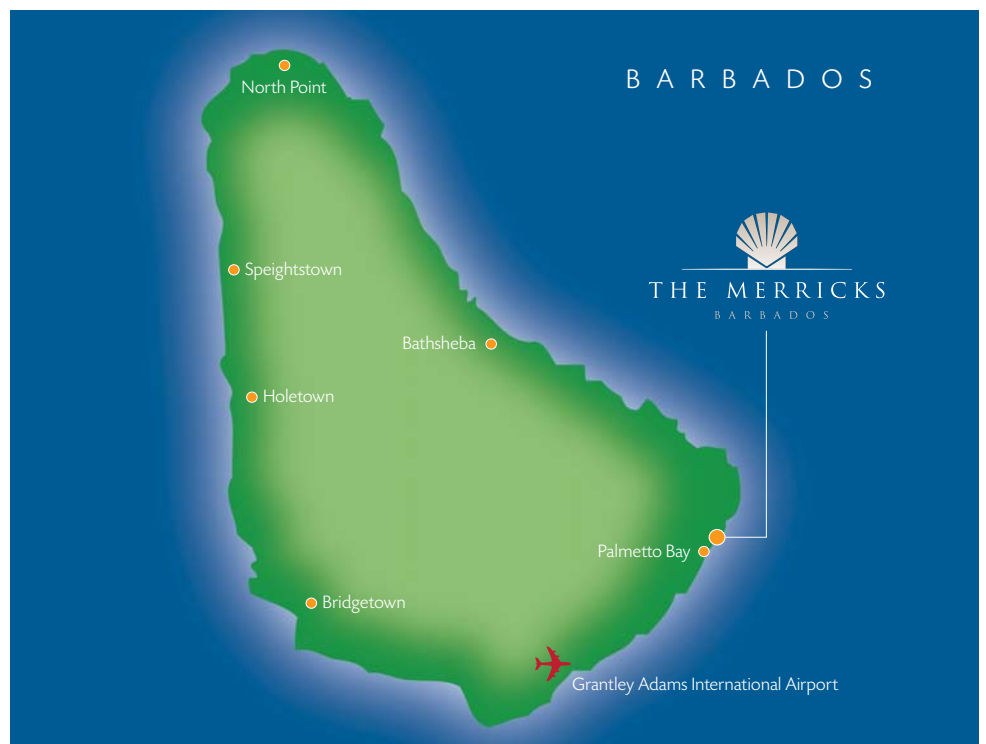 North Point
BARBADOS
THE MERRICKS
BARBADOS
Speightstown
Bathsheba
Holetown
Palmetto Bay
Bridgetown
Grantley Adams International Airport